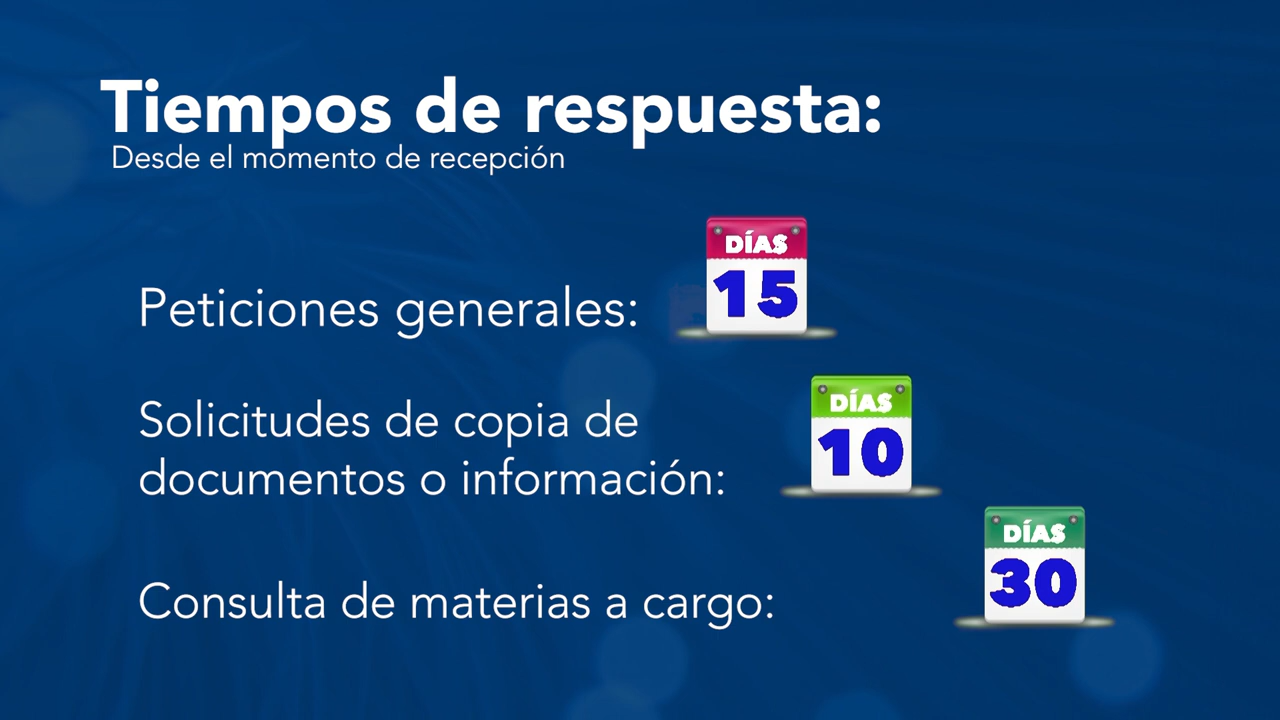 Tiempos de respuesta:
Desde el momento de recepción
DÍAS
Peticiones generales: 15
DÍAS
Solicitudes de copia de
documentos o información: 10
DÍAS
Consulta de materias a cargo: 30